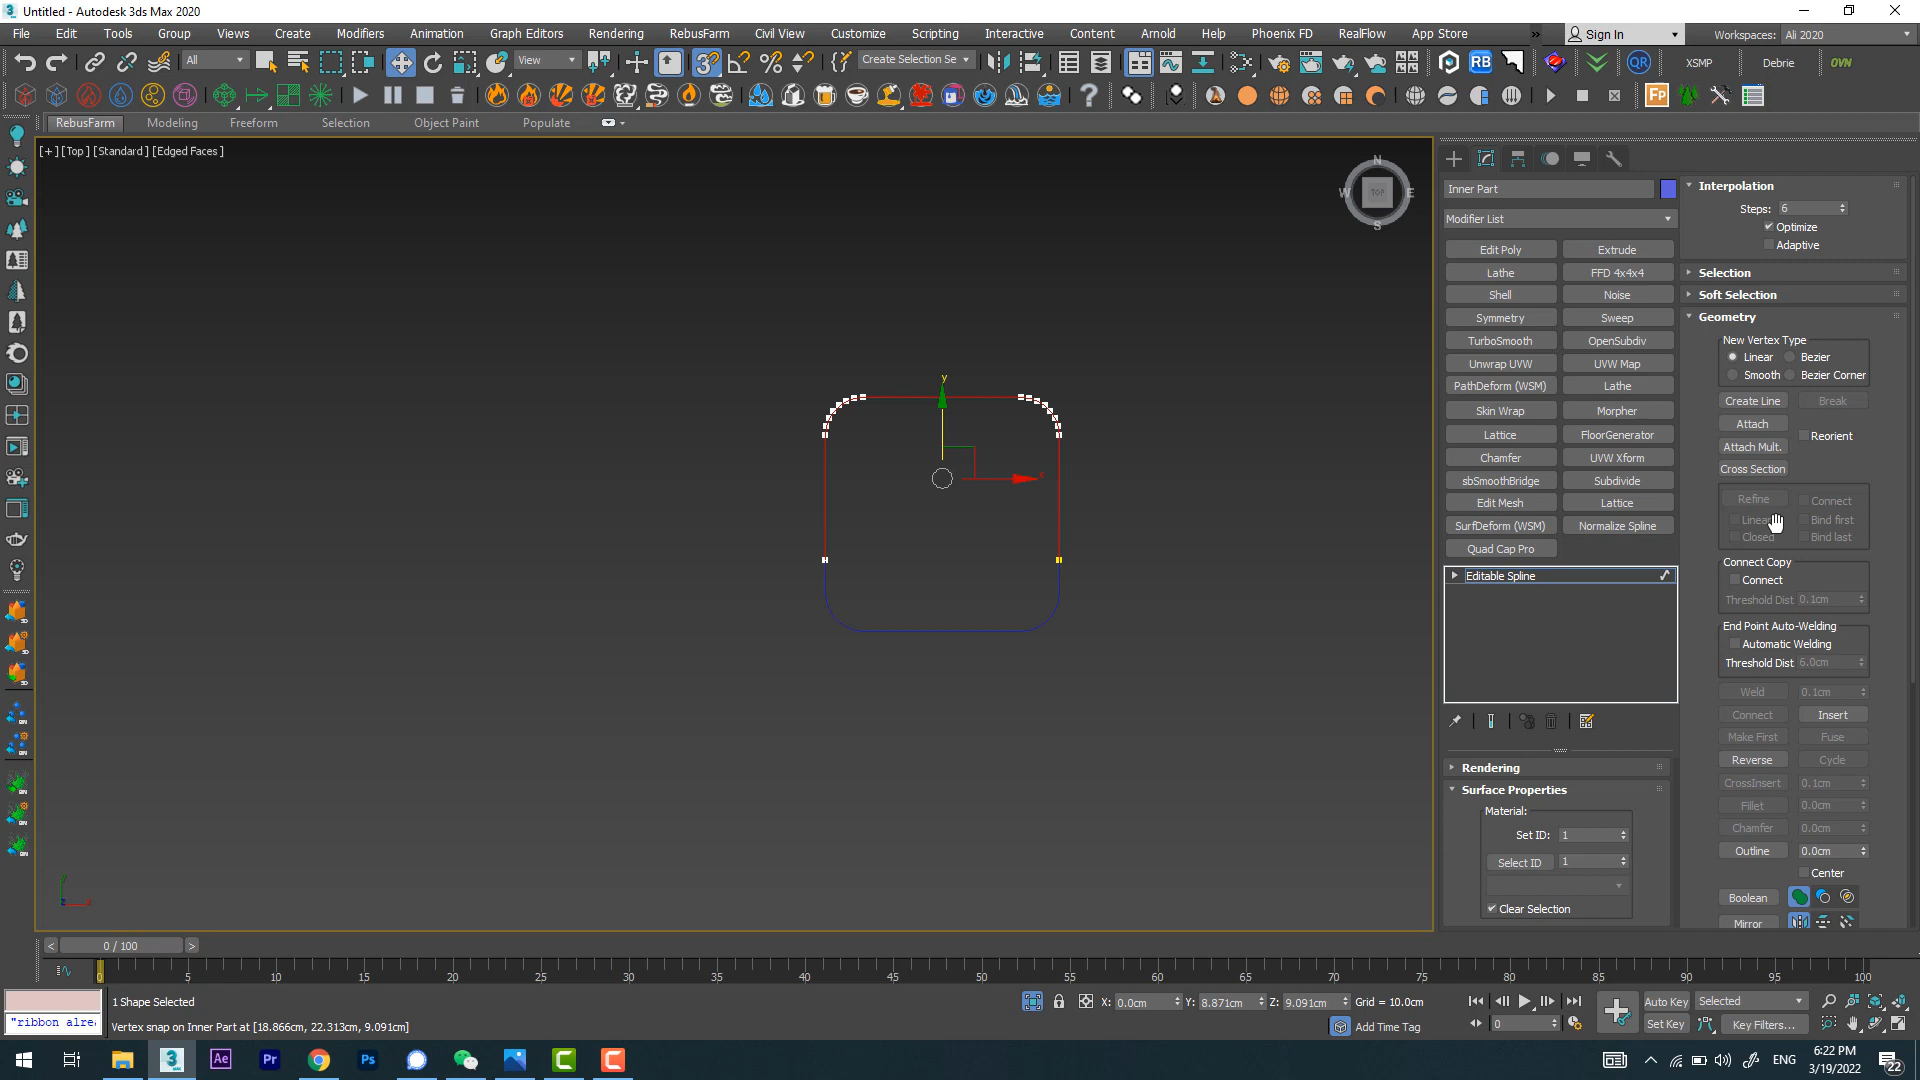 Untitled - Autodesk 3ds Max 2020
File Edit Tools Group Views Create Modifiers Animation Graph Editors Rendering RebusFarm Civil View Customize Scripting Interactive Content Arnold Help Phoenix FD RealFlow App Store Sign In Workspaces: Ali 2020
All View Create Selection Se RB QR XSMP Debrie OVN
FP
RebusFarm Modeling Freeform Selection Object Paint Populate
[+] [Top] [Standard] [Edged Faces]
N
W TOP E
S
y
x
Inner Part
Modifier List
Edit Poly Extrude
Lathe FFD 4x4x4
Shell Noise
Symmetry Sweep
TurboSmooth OpenSubdiv
Unwrap UVW UVW Map
PathDeform (WSM) Lathe
Skin Wrap Morpher
Lattice FloorGenerator
Chamfer UVW Xform
sbSmoothBridge Subdivide
Edit Mesh Lattice
SurfDeform (WSM) Normalize Spline
Quad Cap Pro
Editable Spline
Rendering
Surface Properties
Material:
Set ID: 1
Select ID 1
Clear Selection
Interpolation
Steps: 6
Optimize
Adaptive
Selection
Soft Selection
Geometry
New Vertex Type
Linear Bezier
Smooth Bezier Corner
Create Line Break
Attach
Reorient
Attach Mult.
Cross Section
Refine Connect
Linear Bind first
Closed Bind last
Connect Copy
Connect
Threshold Dist 0.1cm
End Point Auto-Welding
Automatic Welding
Threshold Dist 6.0cm
Weld 0.1cm
Connect Insert
Make First Fuse
Reverse Cycle
CrossInsert 0.1cm
Fillet 0.0cm
Chamfer 0.0cm
Outline 0.0cm
Center
Boolean
Mirror
< 0 / 100 >
0 5 10 15 20 25 30 35 40 45 50 55 60 65 70 75 80 85 90 95 100
1 Shape Selected X: 0.0cm Y: 8.871cm Z: 9.091cm Grid = 10.0cm Auto Key Selected
"ribbon alrea Vertex snap on Inner Part at [18.866cm, 22.313cm, 9.091cm] Add Time Tag 0 Set Key Key Filters...
Ae Pr Ps ENG 6:22 PM
3/19/2022
22